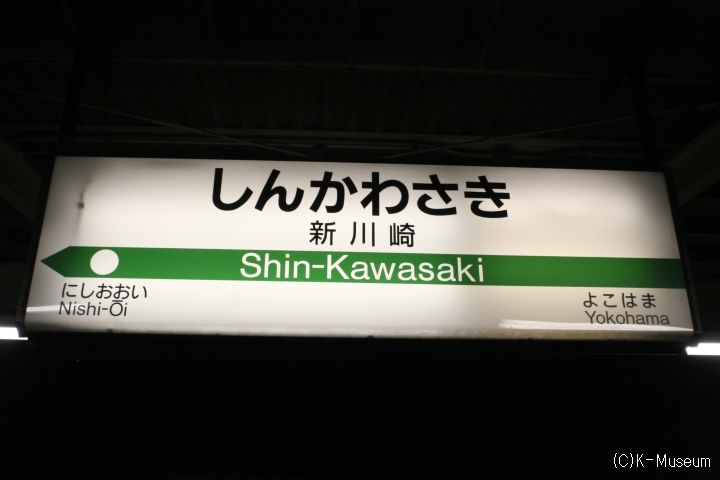 しんかわさき
新川崎
Shin-Kawasaki
にしおおい
Nishi-Ōi
よこはま
Yokohama
(C)K-Museum